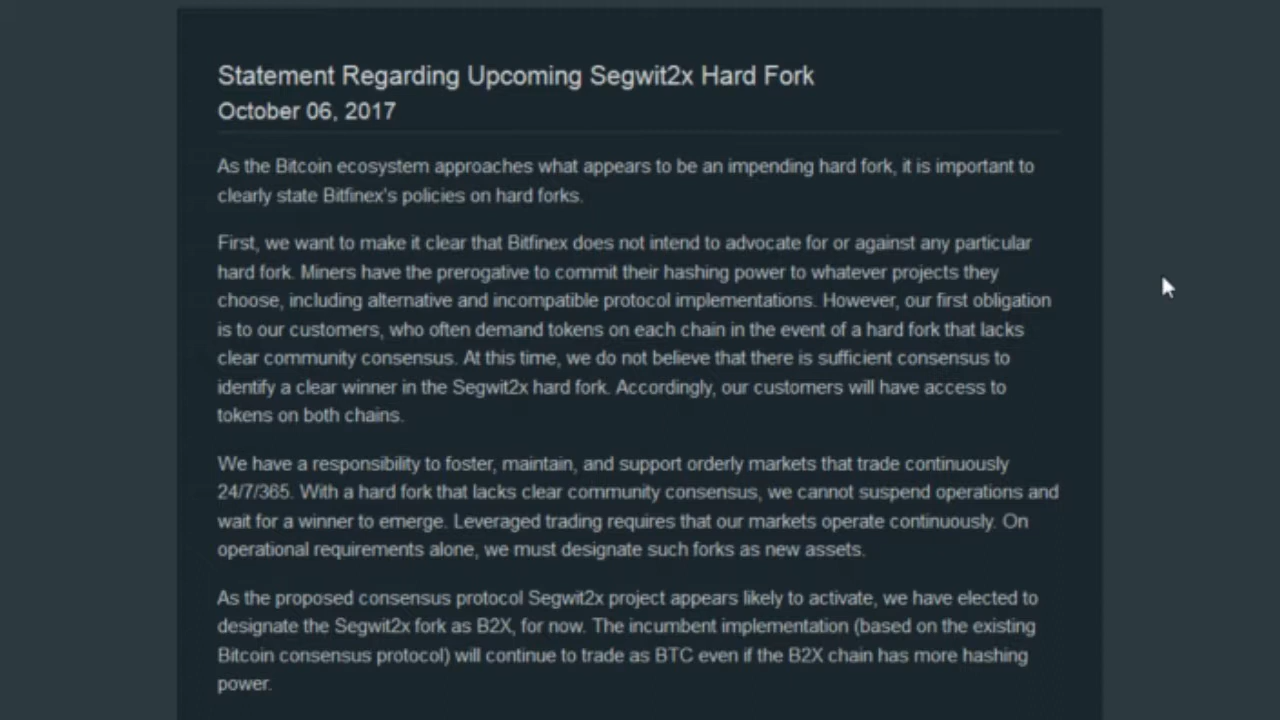 Statement Regarding Upcoming Segwit2x Hard Fork
October 06, 2017
As the Bitcoin ecosystem approaches what appears to be an impending hard fork, it is important to
clearly state Bitfinex's policies on hard forks.
First, we want to make it clear that Bitfinex does not intend to advocate for or against any particular
hard fork. Miners have the prerogative to commit their hashing power to whatever projects they
choose, including alternative and incompatible protocol implementations. However, our first obligation
is to our customers, who often demand tokens on each chain in the event of a hard fork that lacks
clear community consensus. At this time, we do not believe that there is sufficient consensus to
identify a clear winner in the Segwit2x hard fork. Accordingly, our customers will have access to
tokens on both chains.
We have a responsibility to foster, maintain, and support orderly markets that trade continuously
24/7/365. With a hard fork that lacks clear community consensus, we cannot suspend operations and
wait for a winner to emerge. Leveraged trading requires that our markets operate continuously. On
operational requirements alone, we must designate such forks as new assets.
As the proposed consensus protocol Segwit2x project appears likely to activate, we have elected to
designate the Segwit2x fork as B2X, for now. The incumbent implementation (based on the existing
Bitcoin consensus protocol) will continue to trade as BTC even if the B2X chain has more hashing
power.